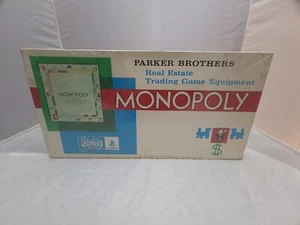 PARKER BROTHERS
Real Estate
Trading Game Equipment
MONOPOLY
MONOPOLY
$